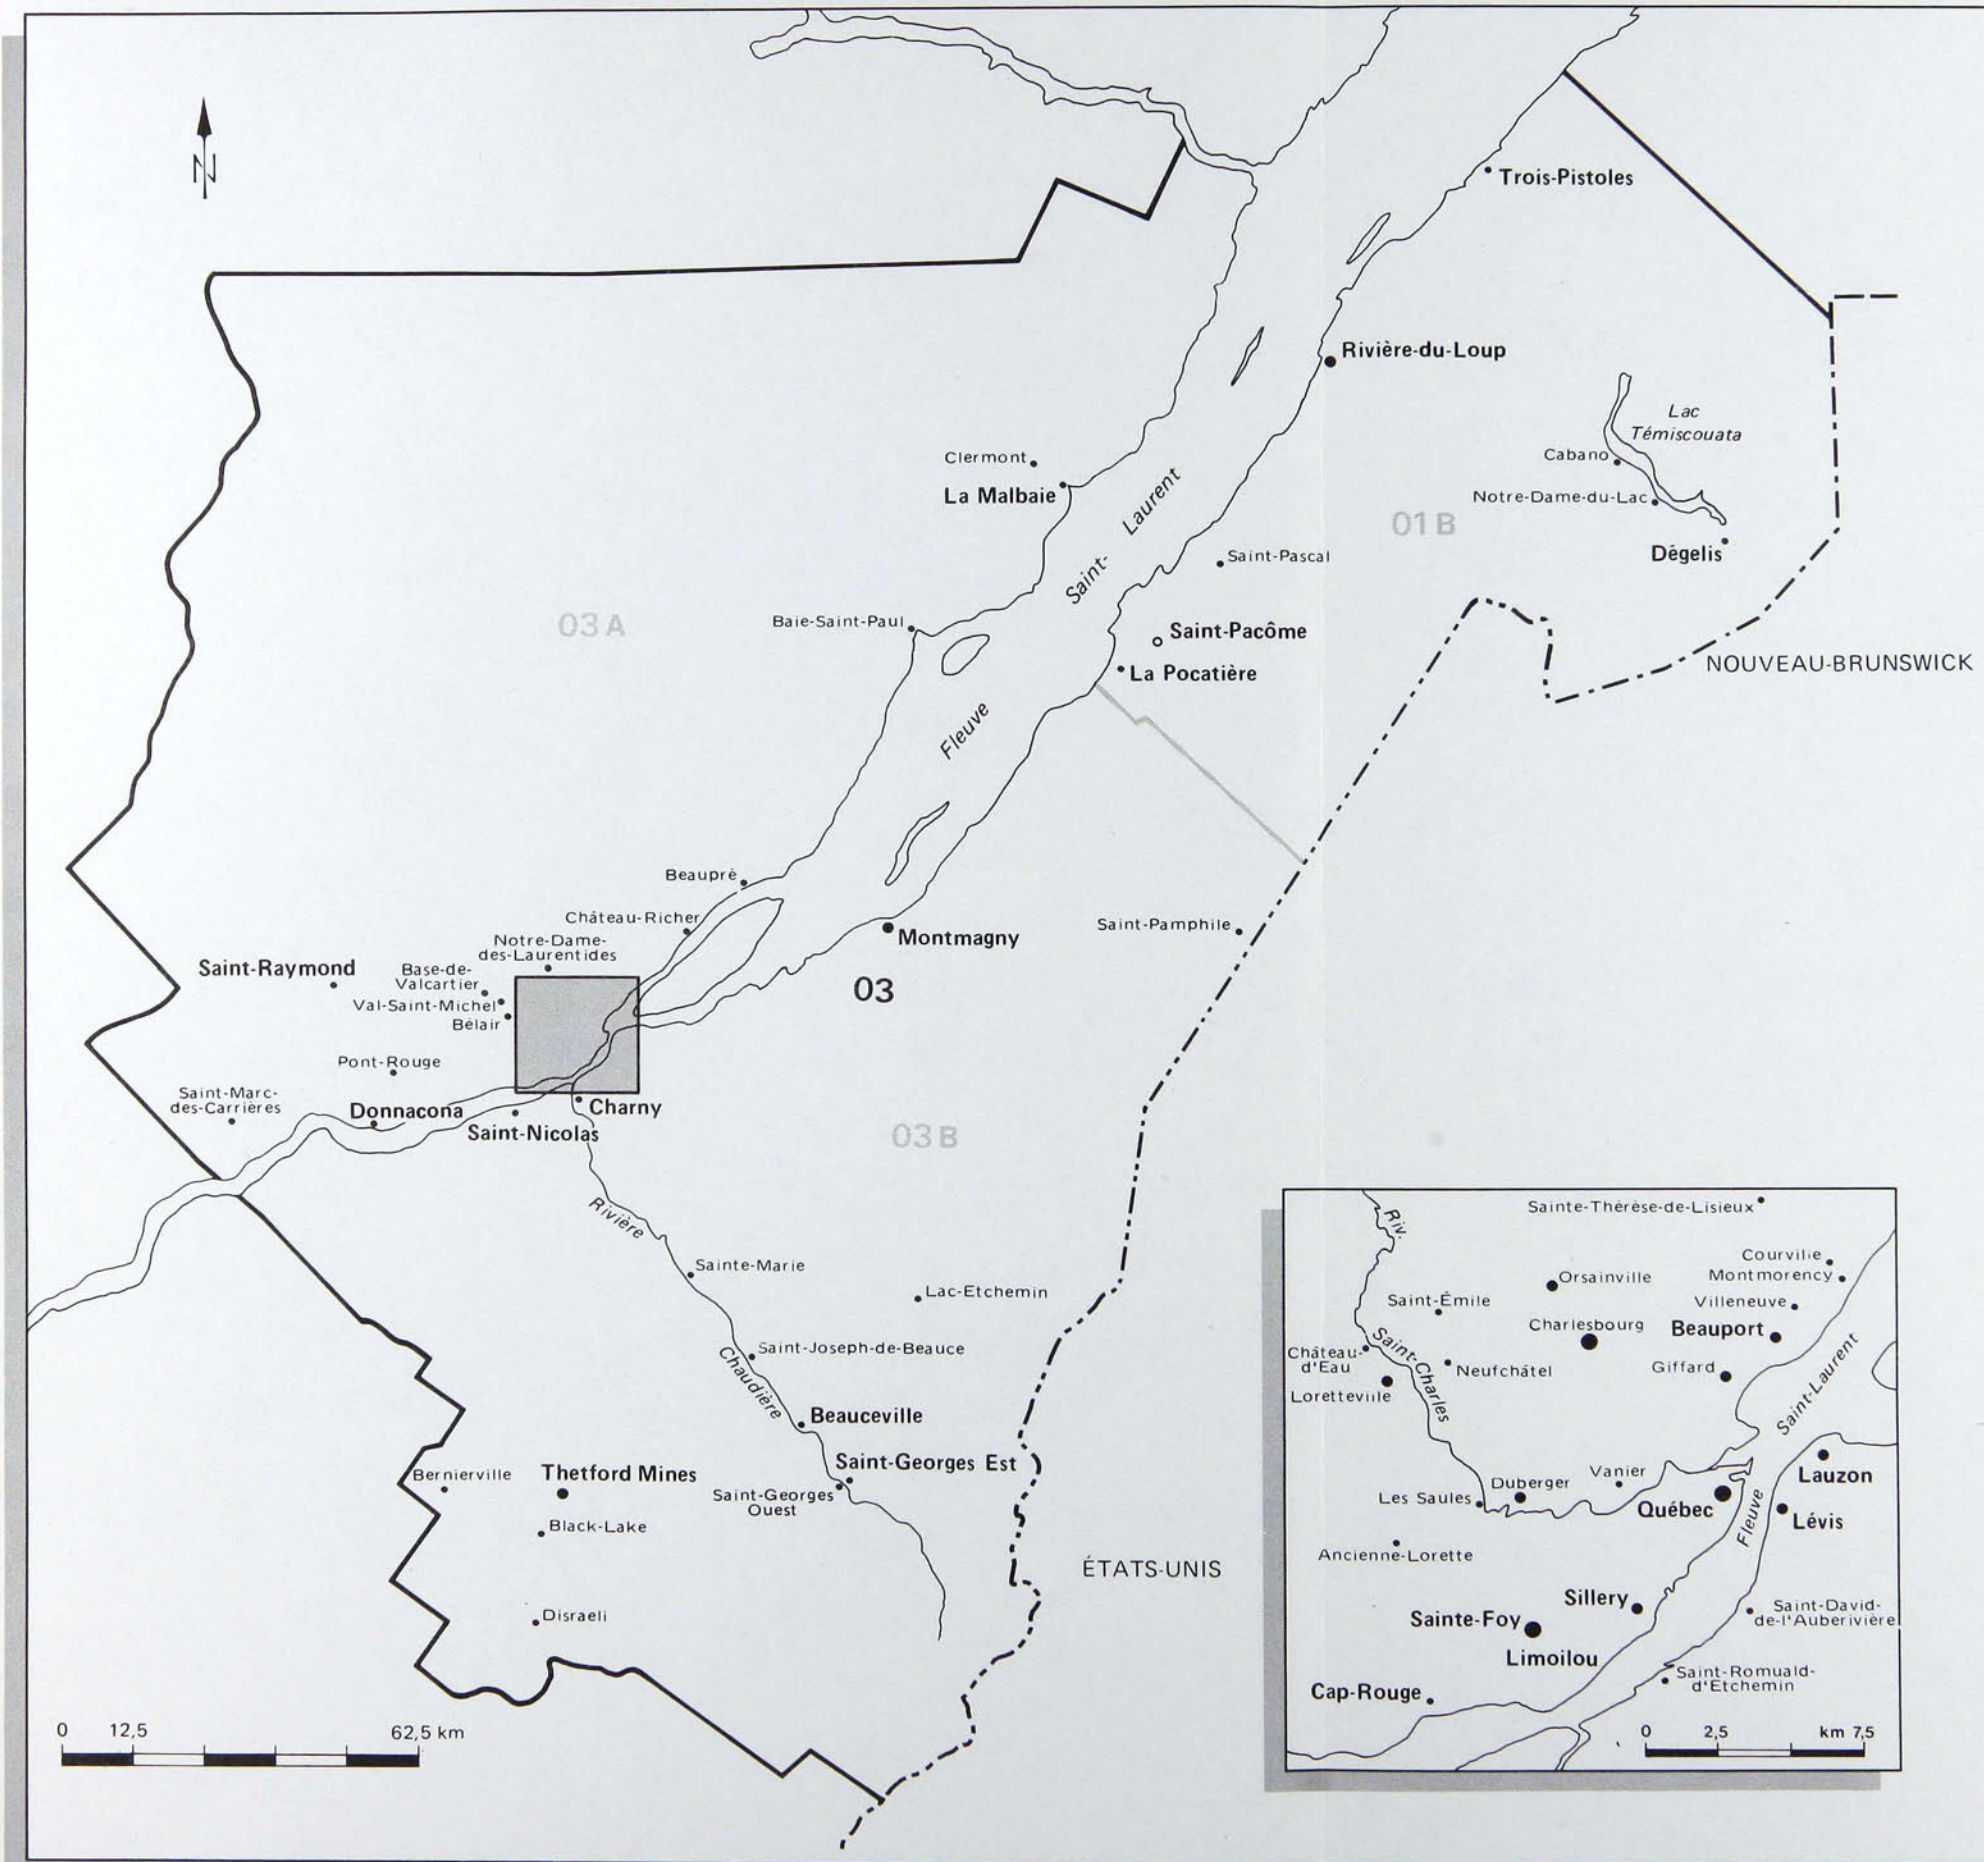 N
Trois-Pistoles
Rivière-du-Loup
Lac
Témiscouata
Cabano
Notre-Dame-du-Lac
Dégelis
01 B
Clermont
La Malbaie
Fleuve Saint- Laurent
Saint-Pascal
03 A
Baie-Saint-Paul
Saint-Pacôme
La Pocatière
NOUVEAU-BRUNSWICK
Beaupré
Château-Richer
Notre-Dame-
des-Laurentides
Montmagny
Saint-Pamphile
Saint-Raymond
Base-de-
Valcartier
Val-Saint-Michel
Bélair
03
Pont-Rouge
Saint-Marc-
des-Carrières
Donnacona
Charny
Saint-Nicolas
03 B
Rivière
Chaudière
Sainte-Marie
Lac-Etchemin
Saint-Joseph-de-Beauce
Beauceville
Saint-Georges Est
Saint-Georges
Ouest
Bernierville
Thetford Mines
Black-Lake
Disraeli
ÉTATS-UNIS
0 12,5 62,5 km
Riv.
Saint-Charles
Sainte-Thérèse-de-Lisieux
Courville
Montmorency
Orsainville
Villeneuve
Saint-Émile
Charlesbourg
Beauport
Château-
d'Eau
Neufchâtel
Giffard
Loretteville
Fleuve Saint-Laurent
Lauzon
Vanier
Duberger
Les Saules
Québec
Lévis
Ancienne-Lorette
Sillery
Sainte-Foy
Saint-David-
de-l'Auberivière
Limoilou
Saint-Romuald-
d'Etchemin
Cap-Rouge
0 2,5 km 7,5